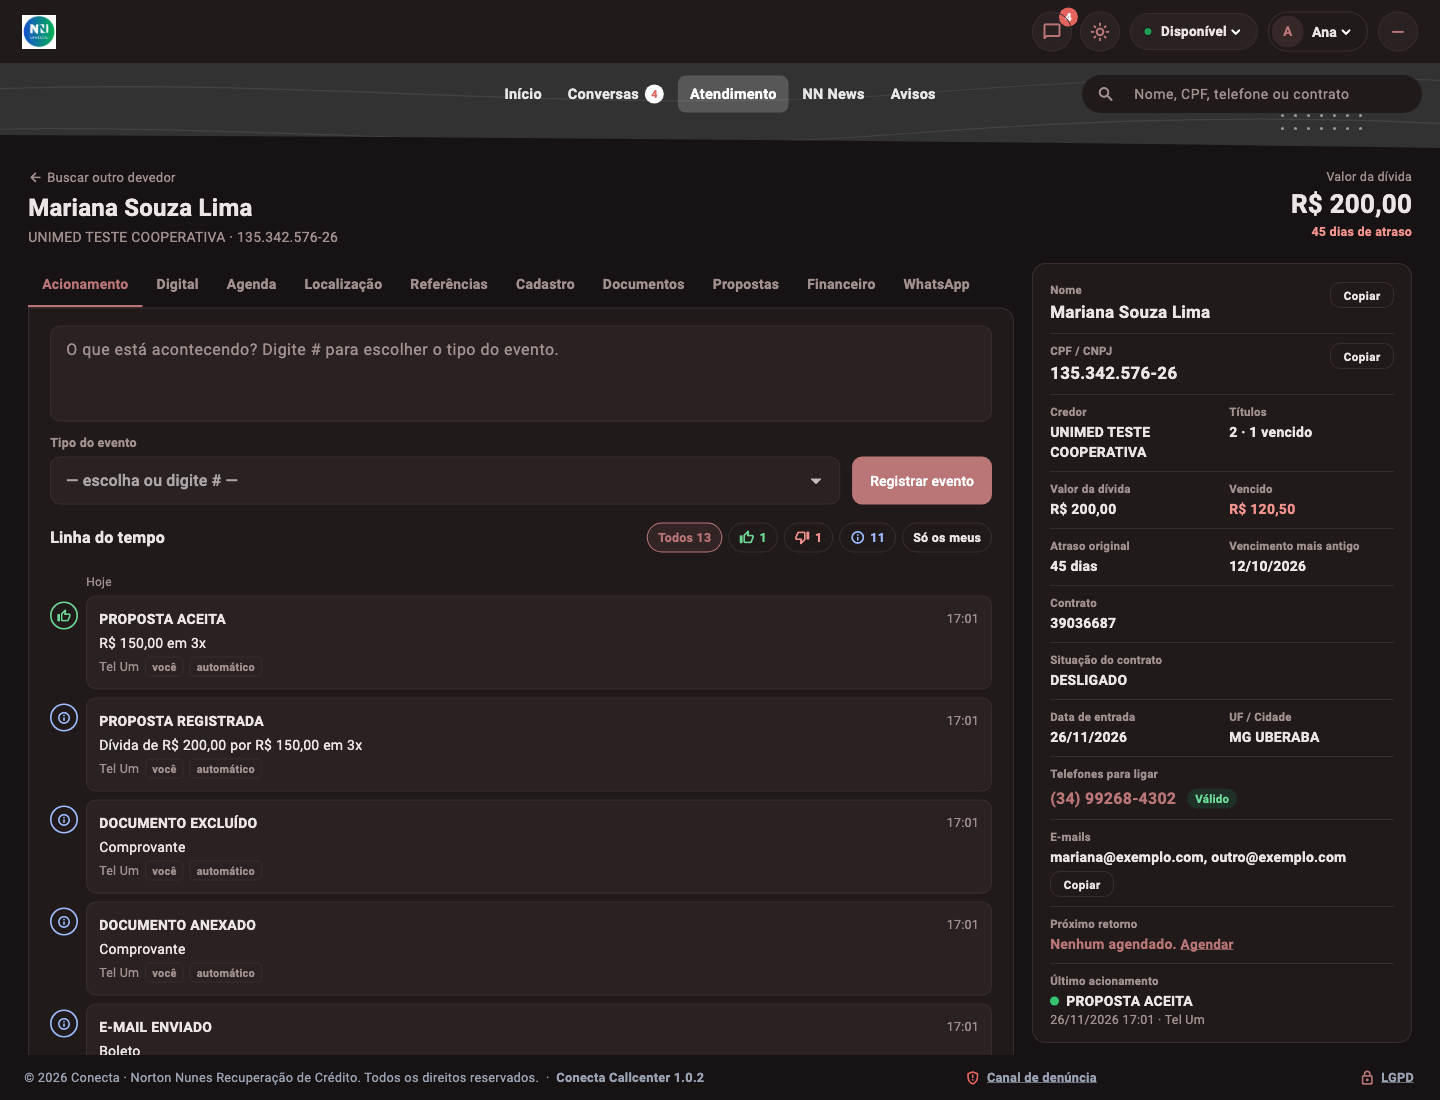 NN
4
Disponível
A
Ana
Início
Conversas 4
Atendimento
NN News
Avisos
Nome, CPF, telefone ou contrato
Buscar outro devedor
Mariana Souza Lima
UNIMED TESTE COOPERATIVA · 135.342.576-26
Valor da dívida
R$ 200,00
45 dias de atraso
Acionamento
Digital
Agenda
Localização
Referências
Cadastro
Documentos
Propostas
Financeiro
WhatsApp
O que está acontecendo? Digite # para escolher o tipo do evento.
Tipo do evento
— escolha ou digite # —
Registrar evento
Linha do tempo
Todos 13
1
1
11
Só os meus
Hoje
PROPOSTA ACEITA
17:01
R$ 150,00 em 3x
Tel Um você automático
PROPOSTA REGISTRADA
17:01
Dívida de R$ 200,00 por R$ 150,00 em 3x
Tel Um você automático
DOCUMENTO EXCLUÍDO
17:01
Comprovante
Tel Um você automático
DOCUMENTO ANEXADO
17:01
Comprovante
Tel Um você automático
E-MAIL ENVIADO
17:01
Boleto
Nome
Copiar
Mariana Souza Lima
CPF / CNPJ
Copiar
135.342.576-26
Credor
UNIMED TESTE
COOPERATIVA
Títulos
2 · 1 vencido
Valor da dívida
R$ 200,00
Vencido
R$ 120,50
Atraso original
45 dias
Vencimento mais antigo
12/10/2026
Contrato
39036687
Situação do contrato
DESLIGADO
Data de entrada
26/11/2026
UF / Cidade
MG UBERABA
Telefones para ligar
(34) 99268-4302 Válido
E-mails
mariana@exemplo.com, outro@exemplo.com
Copiar
Próximo retorno
Nenhum agendado. Agendar
Último acionamento
PROPOSTA ACEITA
26/11/2026 17:01 · Tel Um
© 2026 Conecta · Norton Nunes Recuperação de Crédito. Todos os direitos reservados. · Conecta Callcenter 1.0.2
Canal de denúncia
LGPD